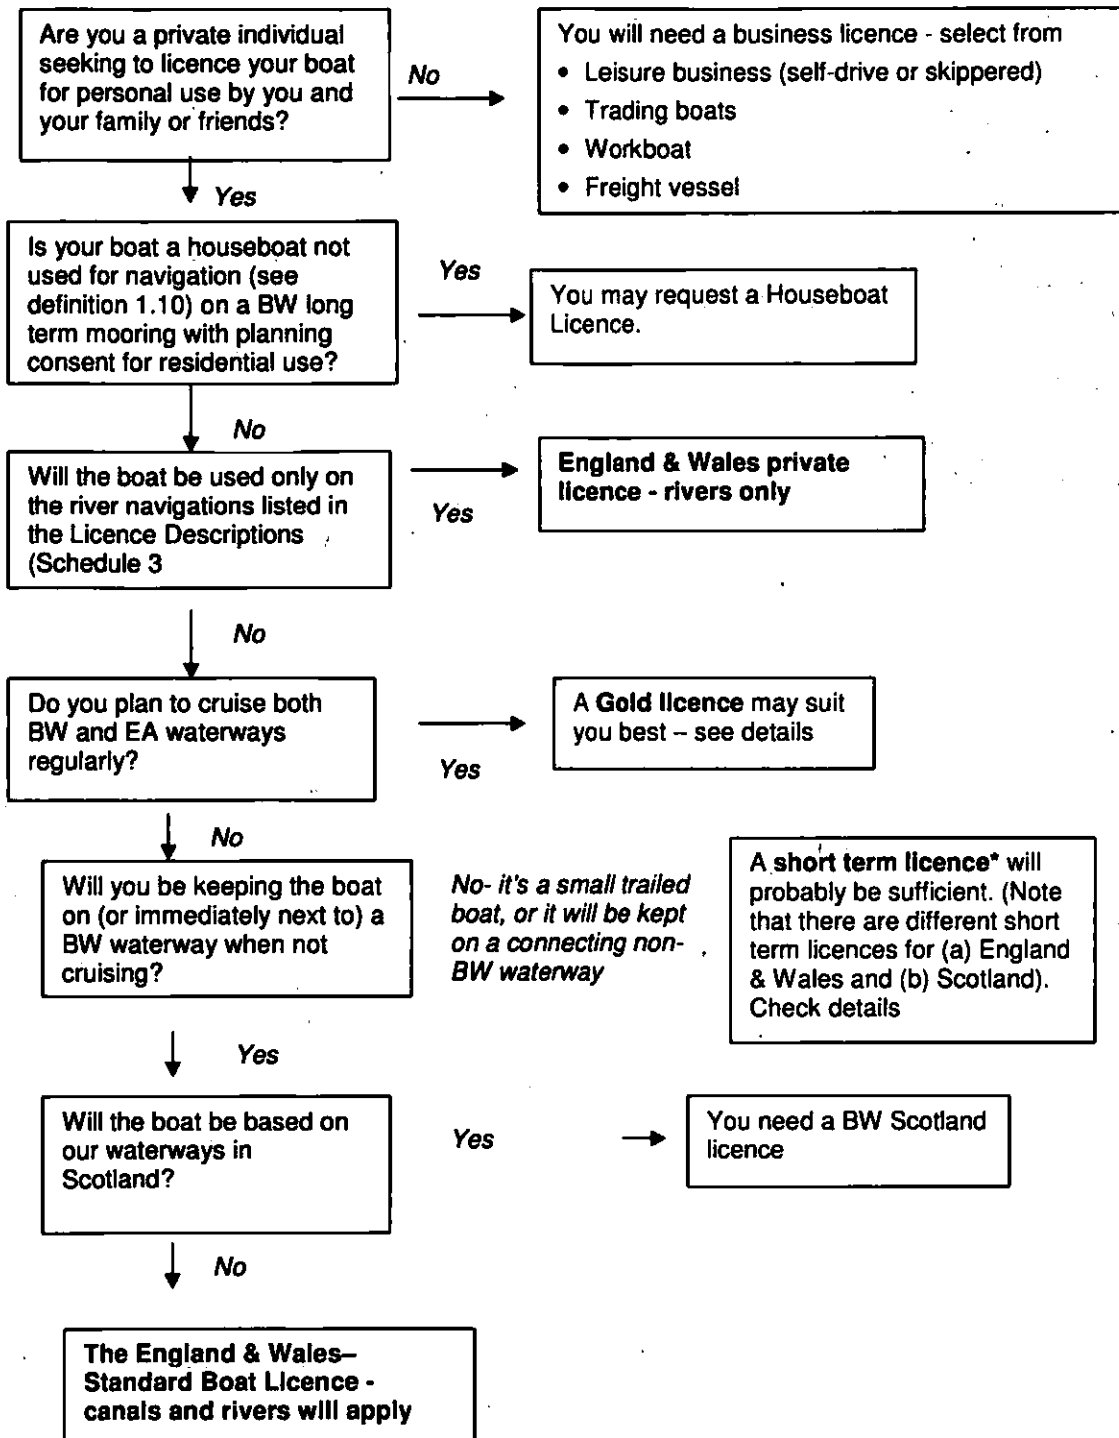 Are you a private individual
seeking to licence your boat
for personal use by you and
your family or friends?
No
You will need a business licence - select from
• Leisure business (self-drive or skippered)
• Trading boats
• Workboat
• Freight vessel
Yes
Is your boat a houseboat not
used for navigation (see
definition 1.10) on a BW long
term mooring with planning
consent for residential use?
Yes
You may request a Houseboat
Licence.
No
Will the boat be used only on
the river navigations listed in
the Licence Descriptions
(Schedule 3
Yes
England & Wales private
licence - rivers only
No
Do you plan to cruise both
BW and EA waterways
regularly?
Yes
A Gold licence may suit
you best – see details
No
Will you be keeping the boat
on (or immediately next to) a
BW waterway when not
cruising?
No- it's a small trailed
boat, or it will be kept
on a connecting non-
BW waterway
A short term licence* will
probably be sufficient. (Note
that there are different short
term licences for (a) England
& Wales and (b) Scotland).
Check details
Yes
Will the boat be based on
our waterways in
Scotland?
Yes
You need a BW Scotland
licence
No
The England & Wales–
Standard Boat Licence -
canals and rivers will apply